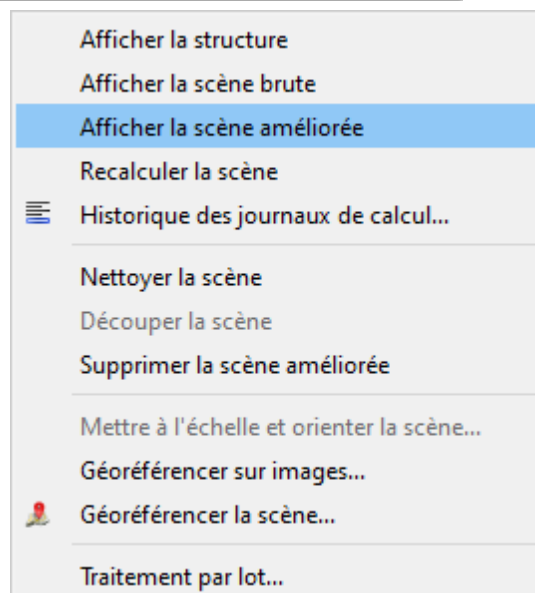 Afficher la structure
Afficher la scène brute
Afficher la scène améliorée
Recalculer la scène
Historique des journaux de calcul...
Nettoyer la scène
Découper la scène
Supprimer la scène améliorée
Mettre à l'échelle et orienter la scène...
Géoréférencer sur images...
Géoréférencer la scène...
Traitement par lot...